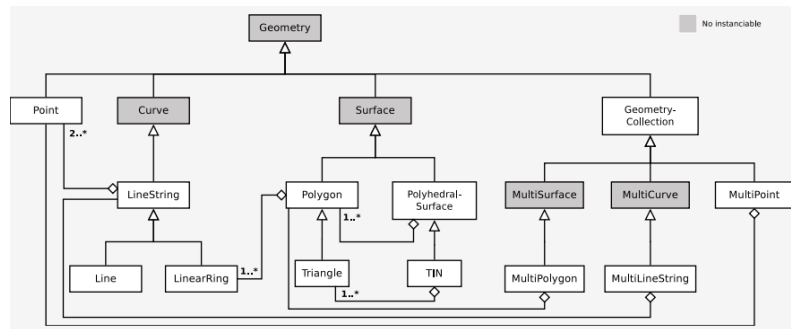 Geometry
No instanciable
Point
Curve
Surface
Geometry-
Collection
2..*
LineString
Polygon
Polyhedral-
Surface
MultiSurface
MultiCurve
MultiPoint
1..*
Line
LinearRing
1..*
Triangle
TIN
MultiPolygon
MultiLineString
1..*